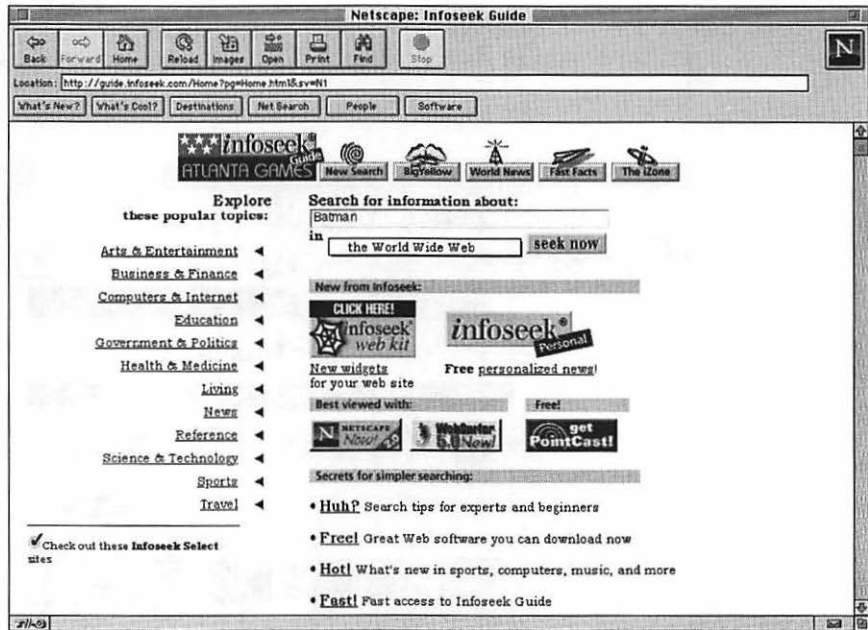 Netscape: Infoseek Guide
Back Forward Home Reload Images Open Print Find Stop
N
Location: http://guide.infoseek.com/Home?pg=Home.html&sv=N1
What's New? What's Cool? Destinations Net Search People Software
infoseek®
Guide
ATLANTA GAMES
New Search BigYellow World News Fast Facts The iZone
Explore
these popular topics:
Arts & Entertainment
Business & Finance
Computers & Internet
Education
Government & Politics
Health & Medicine
Living
News
Reference
Science & Technology
Sports
Travel
Check out these Infoseek Select
sites
Search for information about:
Batman
in
the World Wide Web seek now
New from Infoseek:
CLICK HERE!
infoseek®
web kit
New widgets
for your web site
infoseek®
Personal
Free personalized news!
Best viewed with:
N NETSCAPE
Now! 2.0
WebSurfer
5.0 Now!
Free!
get
PointCast!
Secrets for simpler searching:
• Huh? Search tips for experts and beginners
• Free! Great Web software you can download now
• Hot! What's new in sports, computers, music, and more
• Fast! Fast access to Infoseek Guide